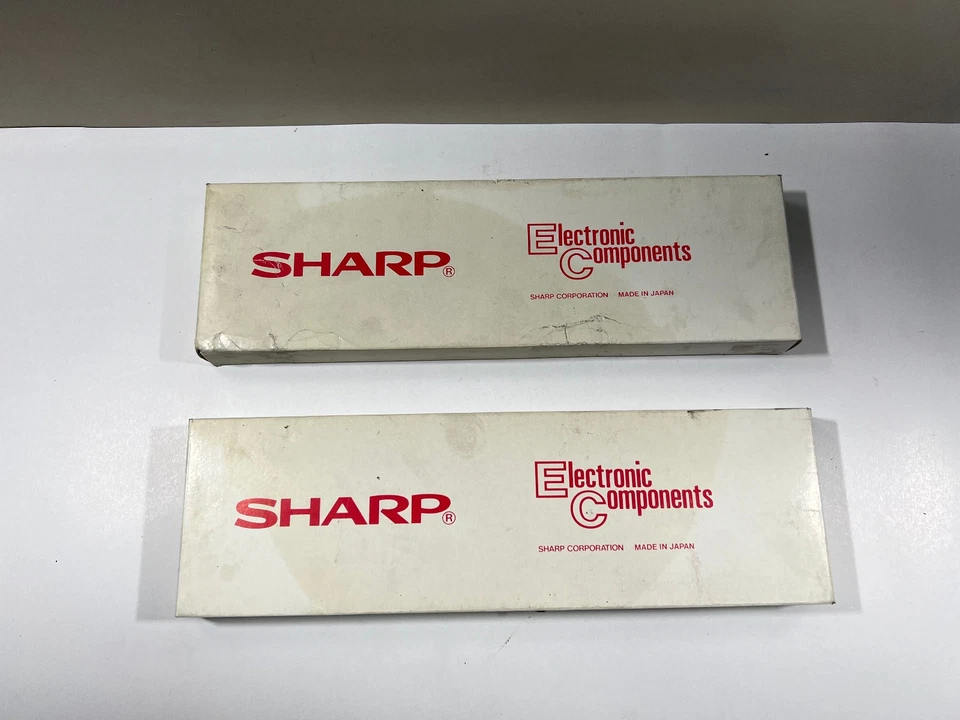 SHARP®
Electronic
Components
SHARP CORPORATION MADE IN JAPAN
SHARP®
Electronic
Components
SHARP CORPORATION MADE IN JAPAN